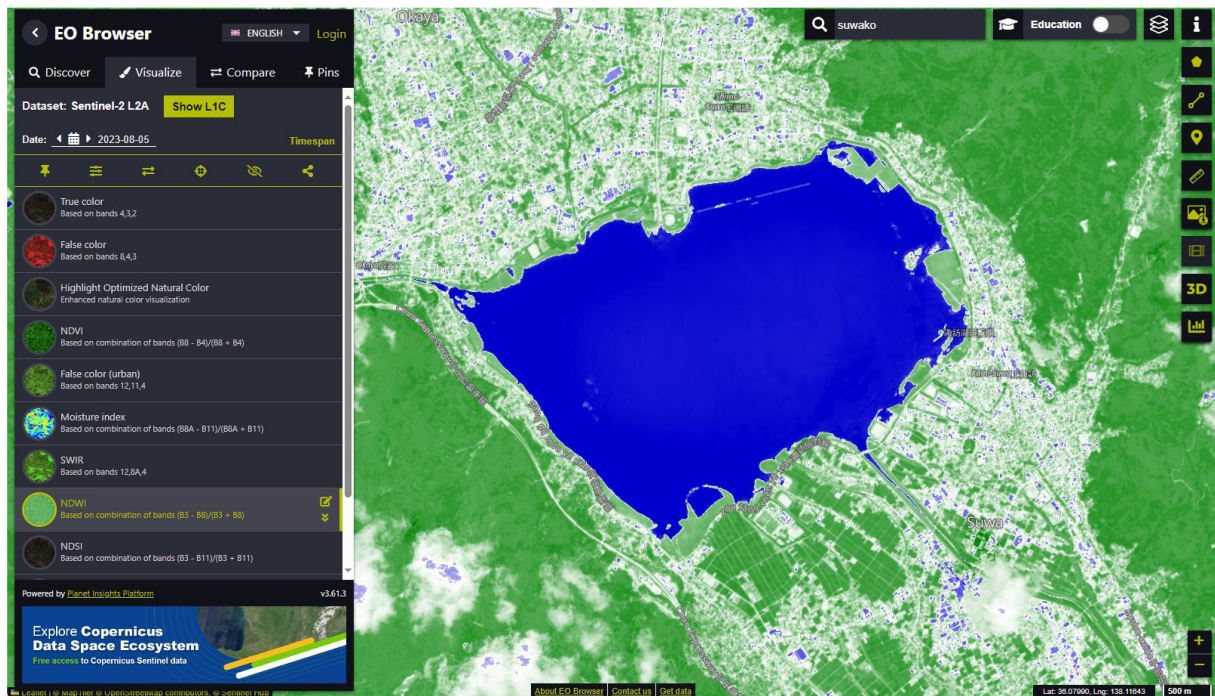 EO Browser
ENGLISH
Login
Discover
Visualize
Compare
Pins
Dataset: Sentinel-2 L2A
Show L1C
Date:
2023-08-05
Timespan
True color
Based on bands 4,3,2
False color
Based on bands 8,4,3
Highlight Optimized Natural Color
Enhanced natural color visualization
NDVI
Based on combination of bands (B8 - B4)/(B8 + B4)
False color (urban)
Based on bands 12,11,4
Moisture index
Based on combination of bands (B8A - B11)/(B8A + B11)
SWIR
Based on bands 12,8A,4
NDWI
Based on combination of bands (B3 - B8)/(B3 + B8)
NDSI
Based on combination of bands (B3 - B11)/(B3 + B11)
Powered by Planet Insights Platform
v3.61.3
Explore Copernicus
Data Space Ecosystem
Free access to Copernicus Sentinel data
Leaflet | © MapTiler © OpenStreetMap contributors, © Sentinel Hub
suwako
Education
i
3D
Okaya
Suwa
+
−
About EO Browser
Contact us
Get data
Lat: 36.07990, Lng: 138.11643
500 m